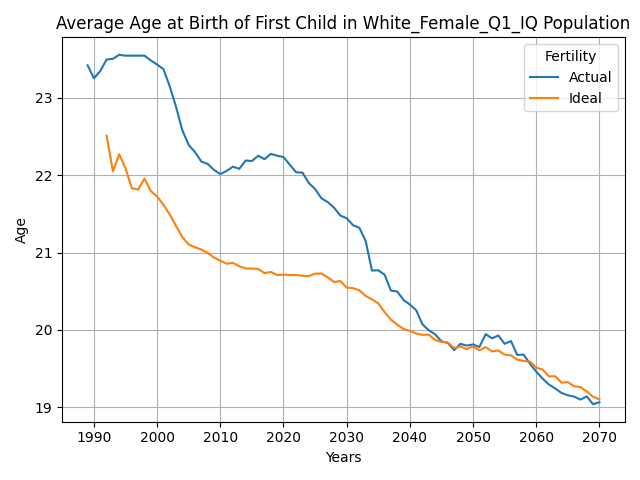 Average Age at Birth of First Child in White_Female_Q1_IQ Population
Fertility
Actual
Ideal
Age
23
22
21
20
19
1990
2000
2010
2020
2030
2040
2050
2060
2070
Years